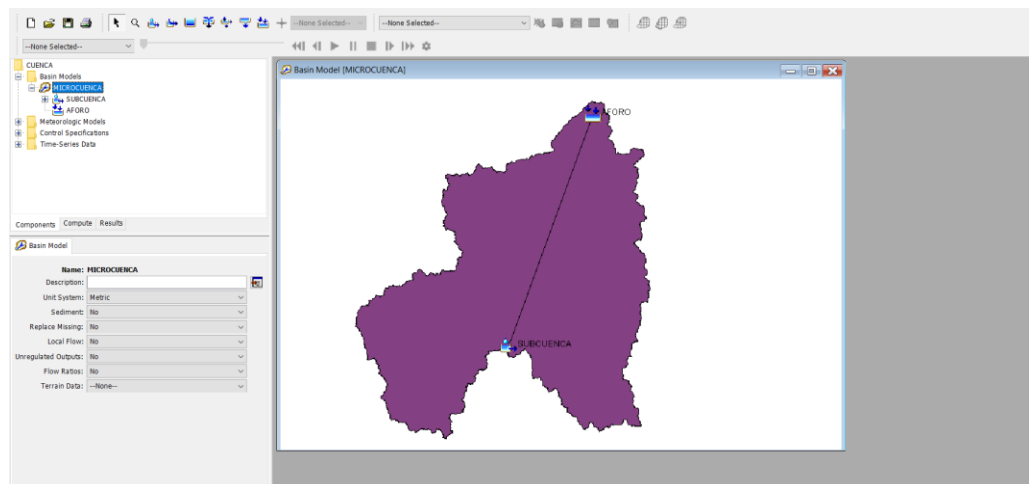 --None Selected--
--None Selected--
--None Selected--
CUENCA
Basin Models
MICROCUENCA
SUBCUENCA
AFORO
Meteorologic Models
Control Specifications
Time-Series Data
Components Compute Results
Basin Model
Name: MICROCUENCA
Description:
Unit System: Metric
Sediment: No
Replace Missing: No
Local Flow: No
Unregulated Outputs: No
Flow Ratios: No
Terrain Data: --None--
Basin Model [MICROCUENCA]
AFORO
SUBCUENCA